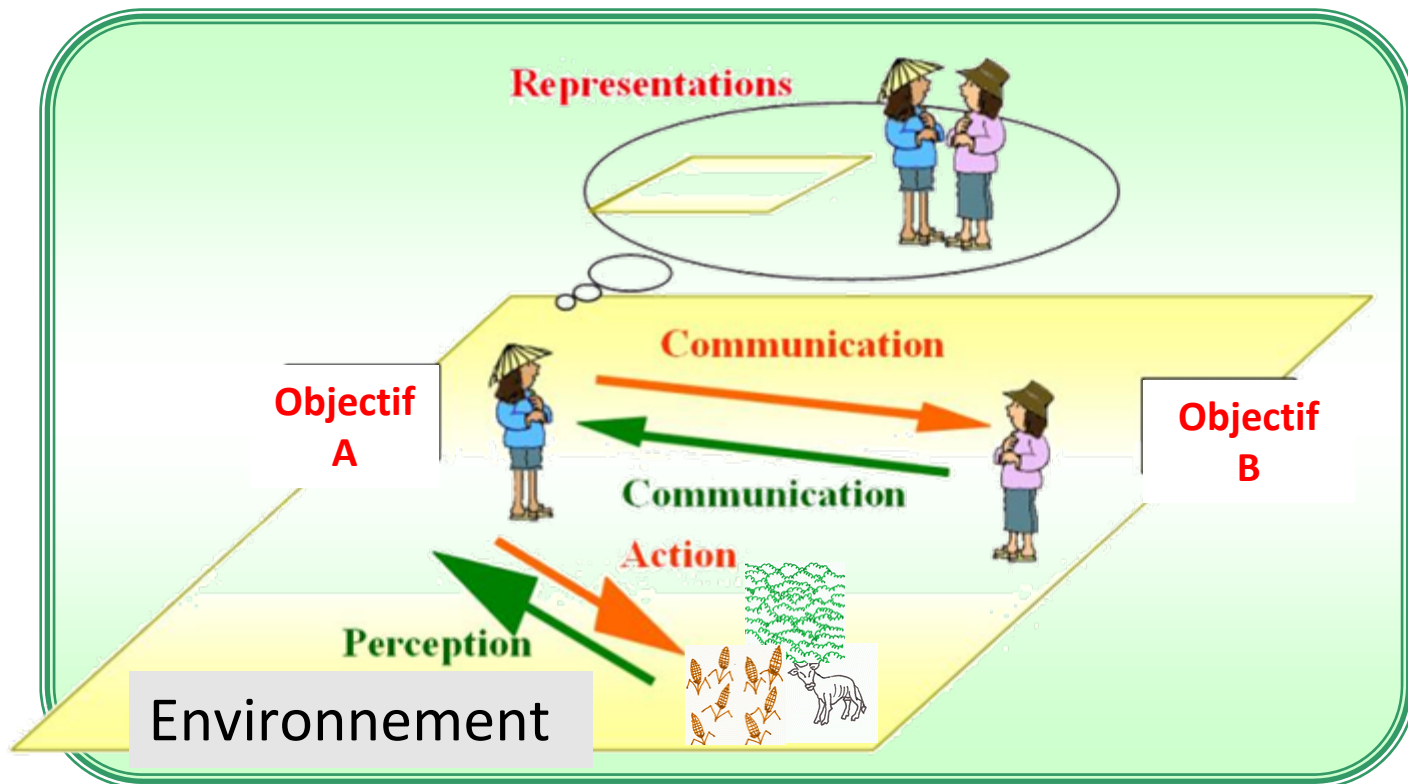 Representations
Communication
Objectif
A
Objectif
B
Communication
Action
Perception
Environnement